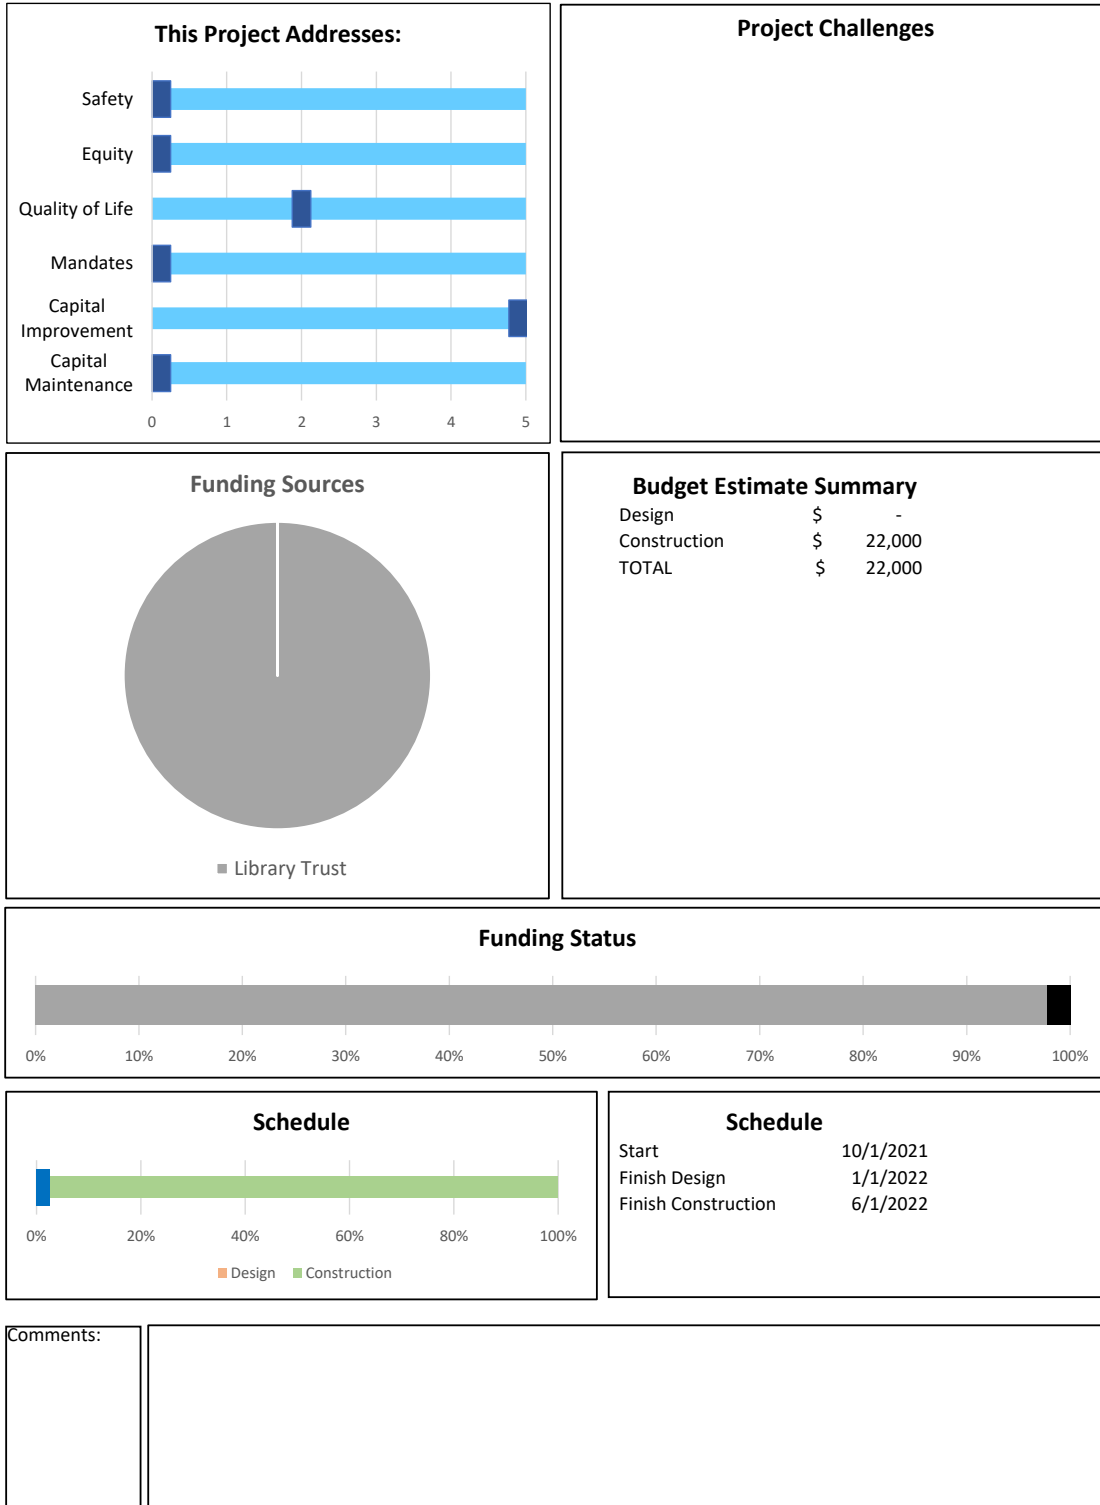 This Project Addresses:
Safety
Equity
Quality of Life
Mandates
Capital
Improvement
Capital
Maintenance
0 1 2 3 4 5
Project Challenges
Funding Sources
Library Trust
Budget Estimate Summary
Design $ -
Construction $ 22,000
TOTAL $ 22,000
Funding Status
0% 10% 20% 30% 40% 50% 60% 70% 80% 90% 100%
Schedule
0% 20% 40% 60% 80% 100%
Design Construction
Schedule
Start 10/1/2021
Finish Design 1/1/2022
Finish Construction 6/1/2022
Comments: